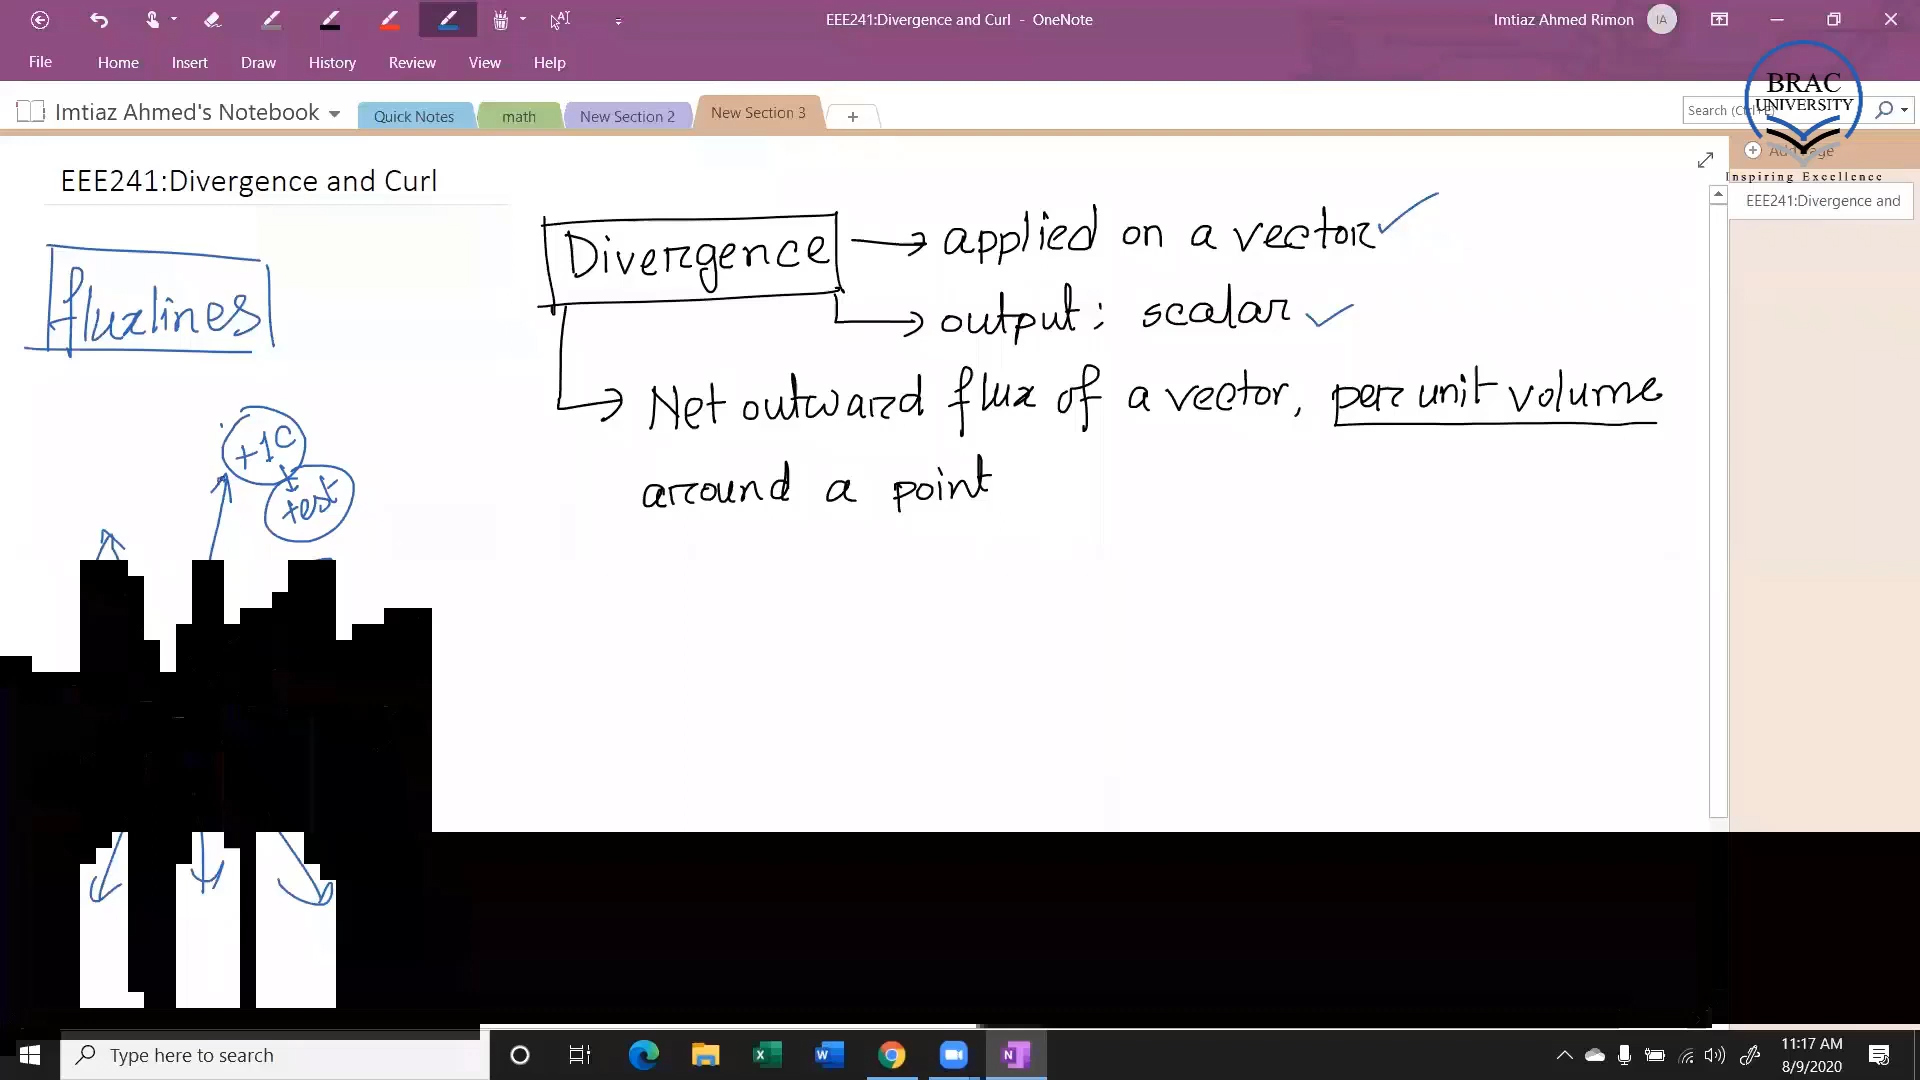 EEE241:Divergence and Curl - OneNote
Imtiaz Ahmed Rimon
IA
File
Home
Insert
Draw
History
Review
View
Help
Imtiaz Ahmed's Notebook
Quick Notes
math
New Section 2
New Section 3
Search
BRAC
UNIVERSITY
Inspiring Excellence
EEE241:Divergence and
EEE241:Divergence and Curl
fluxlines
+1C
test
Divergence → applied on a vector ✓
→ output: scalar ✓
→ Net outward flux of a vector, per unit volume
around a point
Type here to search
11:17 AM
8/9/2020